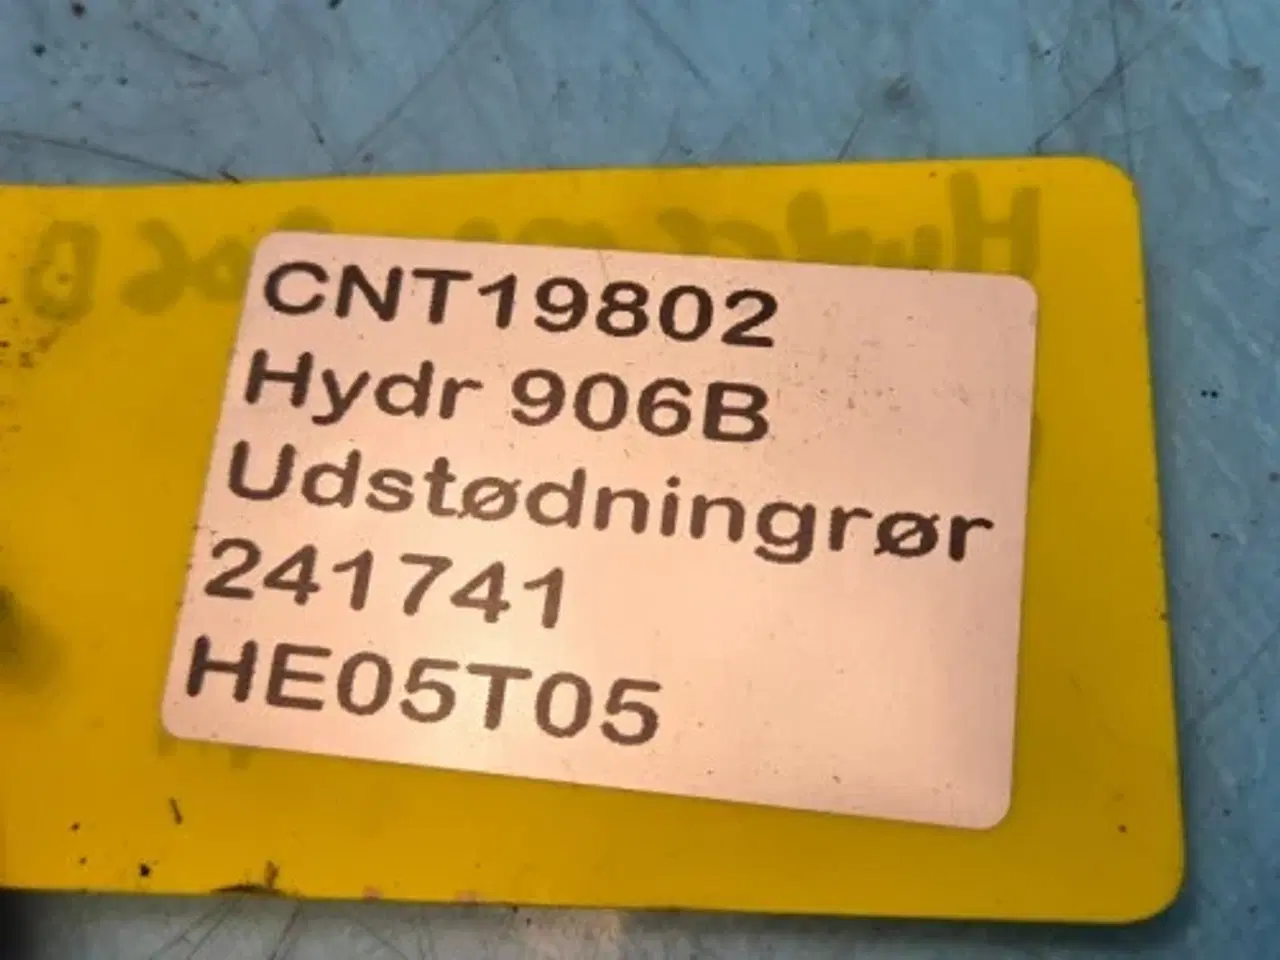 CNT19802
Hydr 906B
Udstødningrør
241741
HE05T05